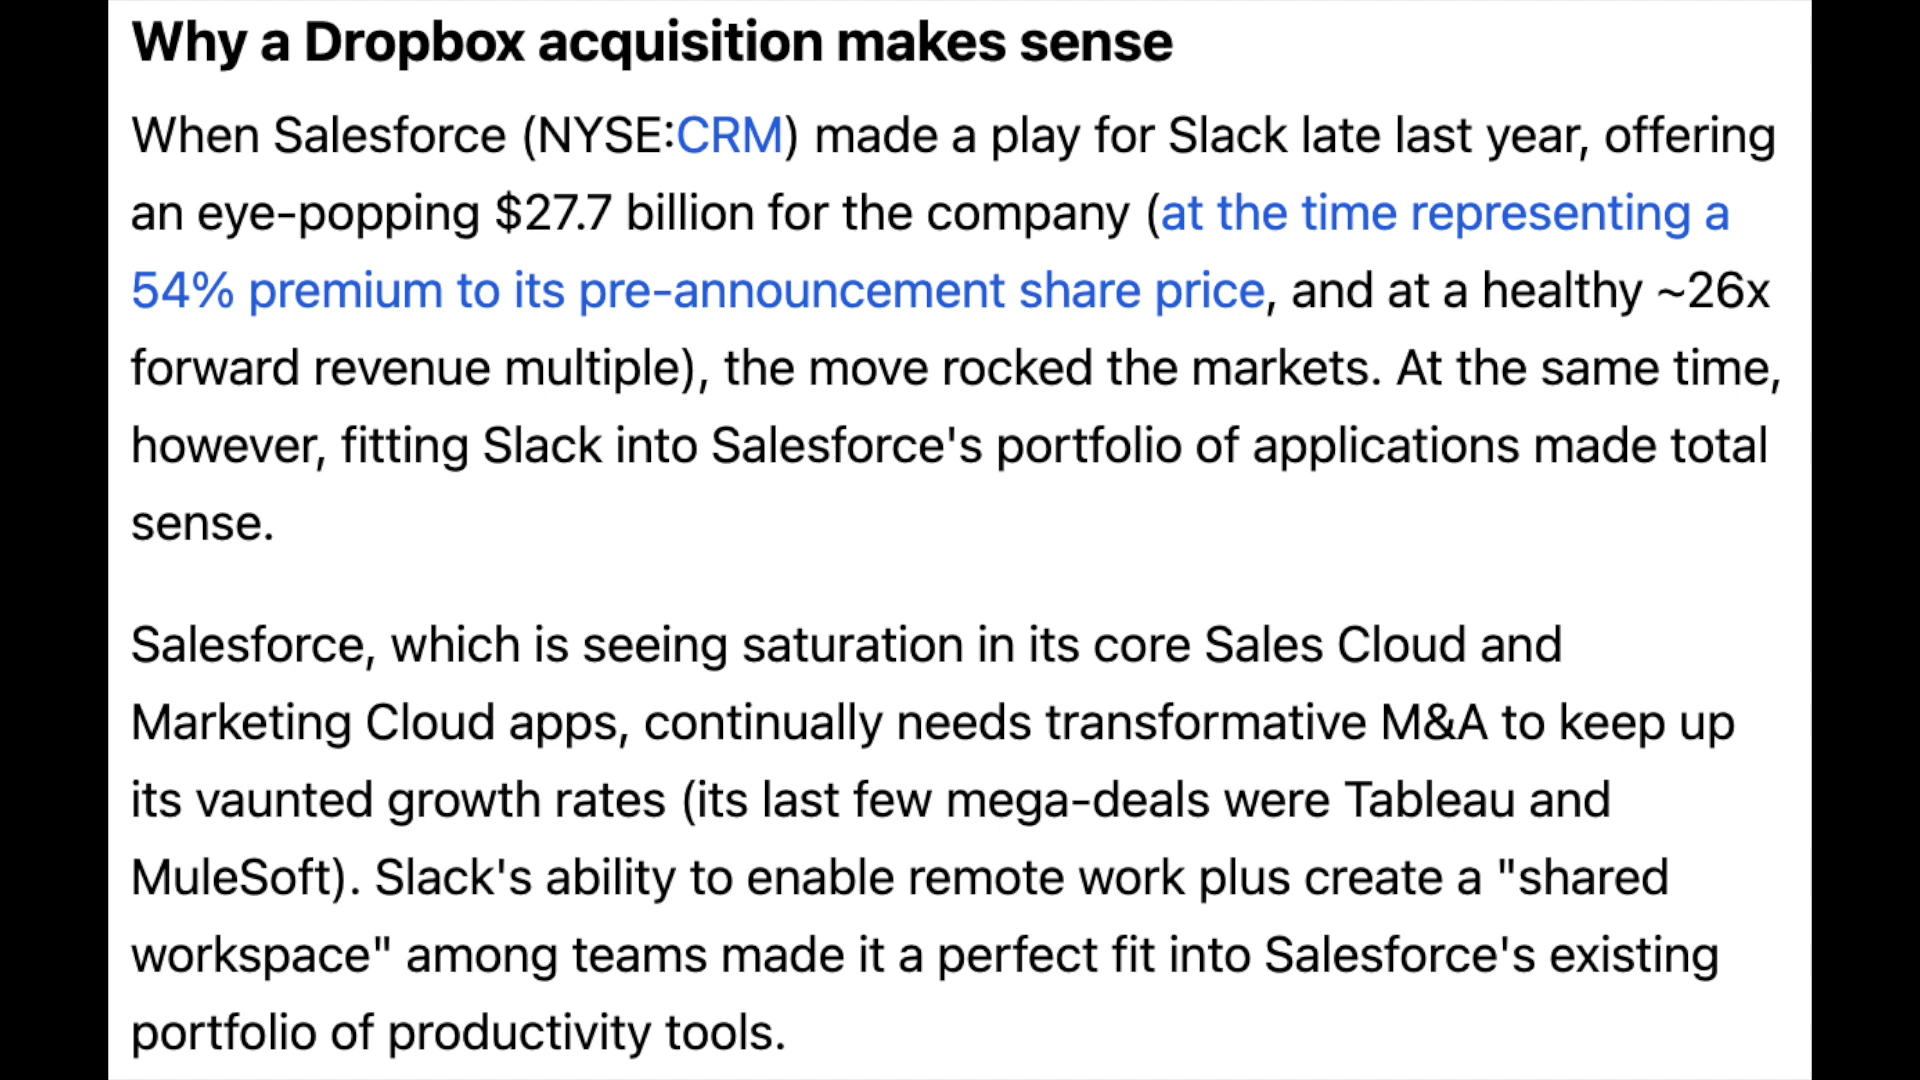 Why a Dropbox acquisition makes sense
When Salesforce (NYSE:CRM) made a play for Slack late last year, offering
an eye-popping $27.7 billion for the company (at the time representing a
54% premium to its pre-announcement share price, and at a healthy ~26x
forward revenue multiple), the move rocked the markets. At the same time,
however, fitting Slack into Salesforce's portfolio of applications made total
sense.
Salesforce, which is seeing saturation in its core Sales Cloud and
Marketing Cloud apps, continually needs transformative M&A to keep up
its vaunted growth rates (its last few mega-deals were Tableau and
MuleSoft). Slack's ability to enable remote work plus create a "shared
workspace" among teams made it a perfect fit into Salesforce's existing
portfolio of productivity tools.